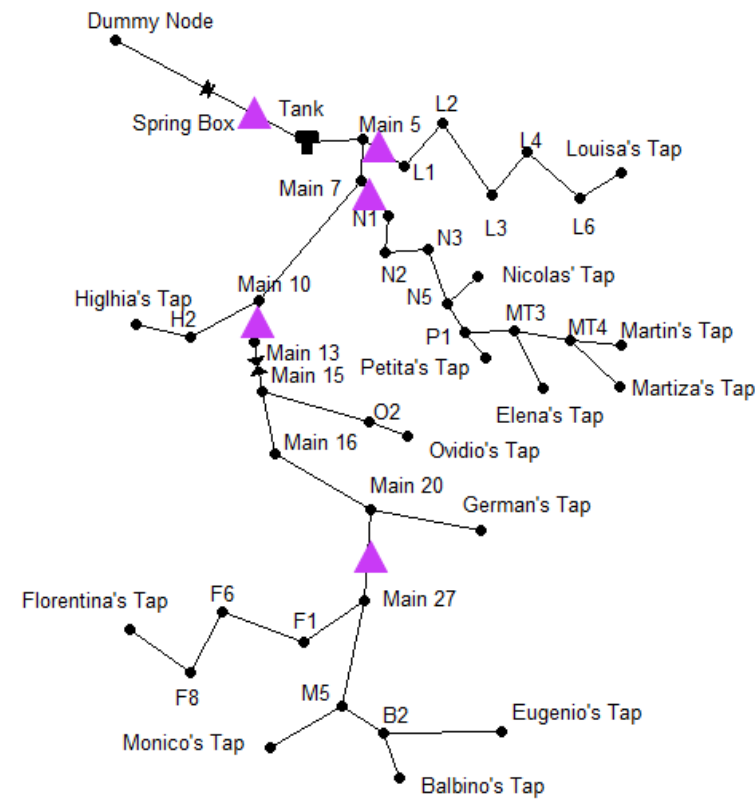 Dummy Node
Tank
Spring Box
Main 5
L2
L4
Louisa's Tap
L1
Main 7
N1
L3
L6
N3
N2
Nicolas' Tap
Main 10
Higlhia's Tap
N5
H2
P1
MT3
MT4
Martin's Tap
Main 13
Petita's Tap
Main 15
Martiza's Tap
Elena's Tap
O2
Ovidio's Tap
Main 16
Main 20
German's Tap
Florentina's Tap
F6
F1
Main 27
F8
M5
B2
Eugenio's Tap
Monico's Tap
Balbino's Tap